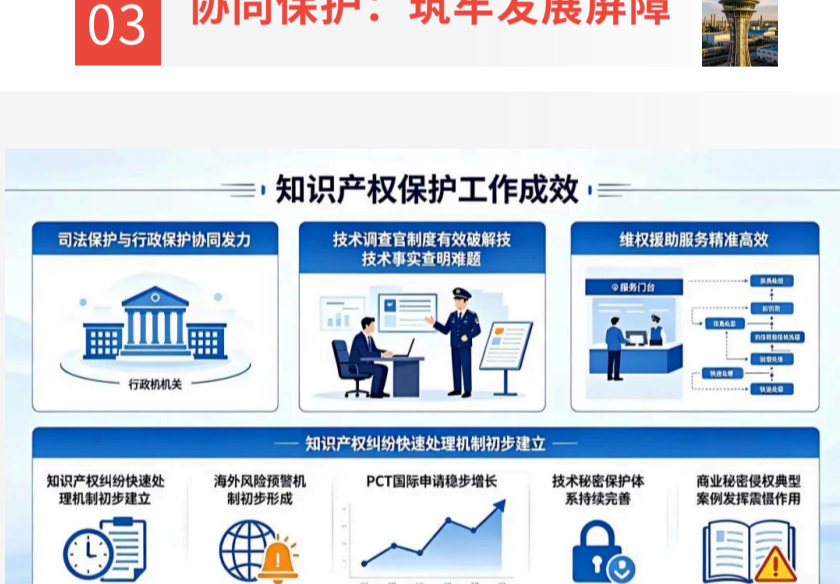 03
协同保护：筑牢发展屏障
知识产权保护工作成效
司法保护与行政保护协同发力
技术调查官制度有效破解技
技术事实查明难题
维权援助服务精准高效
服务门台
行政机机关
知识产权纠纷快速处理机制初步建立
知识产权纠纷快速处
理机制初步建立
海外风险预警机
制初步形成
PCT国际申请稳步增长
技术秘密保护体
系持续完善
商业秘密侵权典型
案例发挥震慑作用